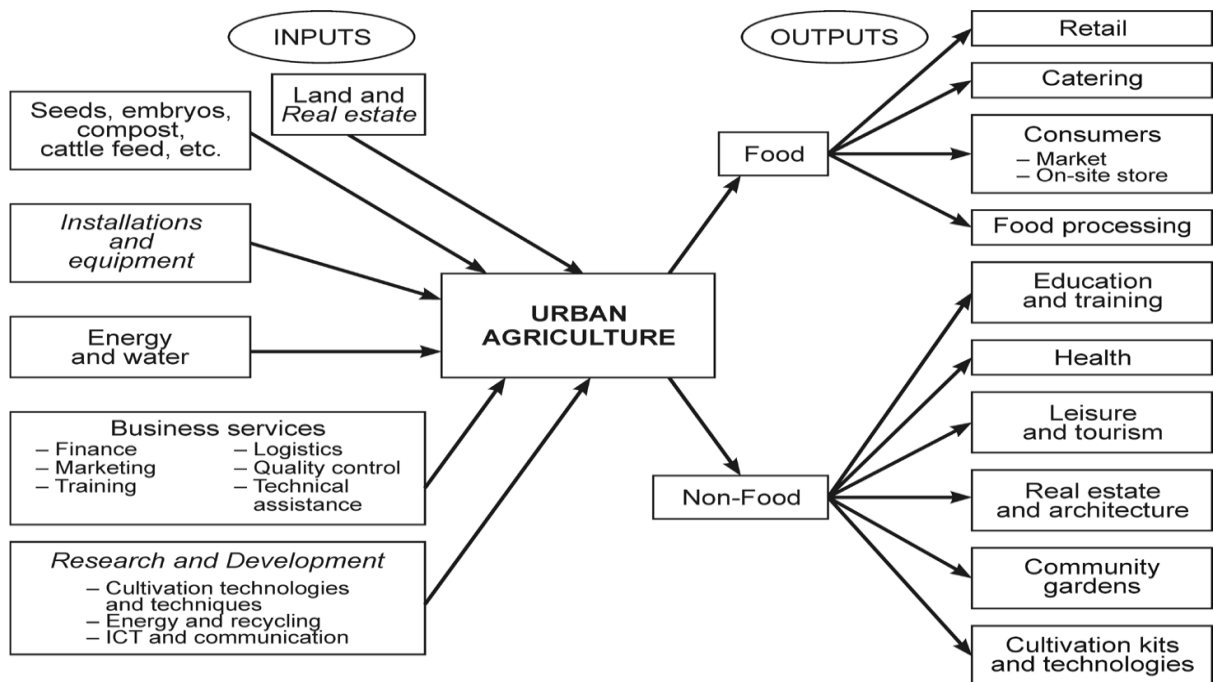 INPUTS
Land and
Real estate
Seeds, embryos,
compost,
cattle feed, etc.
Installations
and
equipment
Energy
and water
Business services
– Finance
– Marketing
– Training
– Logistics
– Quality control
– Technical
assistance
Research and Development
– Cultivation technologies
and techniques
– Energy and recycling
– ICT and communication
URBAN
AGRICULTURE
OUTPUTS
Food
Retail
Catering
Consumers
– Market
– On-site store
Food processing
Non-Food
Education
and training
Health
Leisure
and tourism
Real estate
and architecture
Community
gardens
Cultivation kits
and technologies